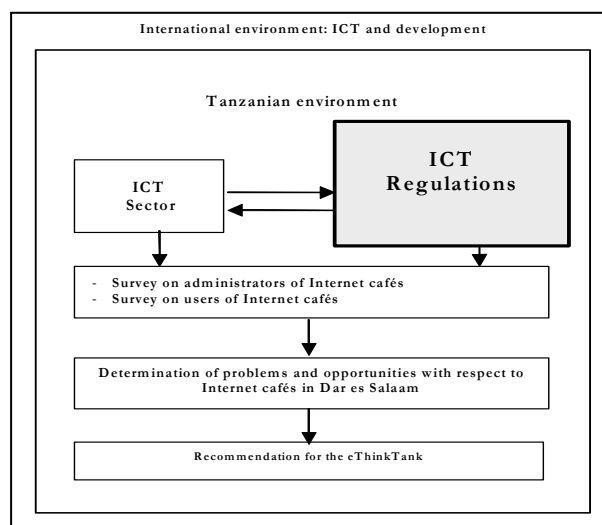 International environment: ICT and development
Tanzanian environment
ICT
Regulations
ICT
Sector
- Survey on administrators of Internet cafés
- Survey on users of Internet cafés
Determination of problems and opportunities with respect to
Internet cafés in Dar es Salaam
Recommendation for the eThinkTank